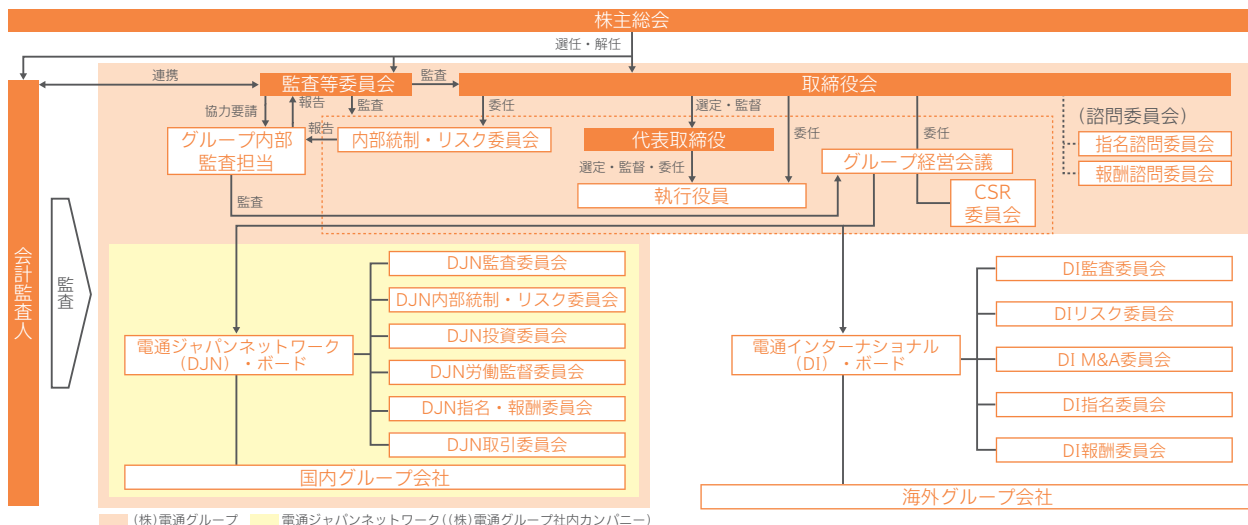 株主総会
選任・解任
連携
監査等委員会
監査
取締役会
協力要請
報告
監査
委任
選定・監督
委任
委任
(諮問委員会)
報告
グループ内部
監査担当
内部統制・リスク委員会
代表取締役
グループ経営会議
指名諮問委員会
報酬諮問委員会
選定・監督・委任
執行役員
CSR
委員会
監査
会計監査人
監査
DJN監査委員会
DJN内部統制・リスク委員会
DJN投資委員会
DJN労働監督委員会
DJN指名・報酬委員会
DJN取引委員会
電通ジャパンネットワーク
(DJN)・ボード
国内グループ会社
電通インターナショナル
(DI)・ボード
DI監査委員会
DIリスク委員会
DI M&A委員会
DI指名委員会
DI報酬委員会
海外グループ会社
(株)電通グループ
電通ジャパンネットワーク((株)電通グループ社内カンパニー)